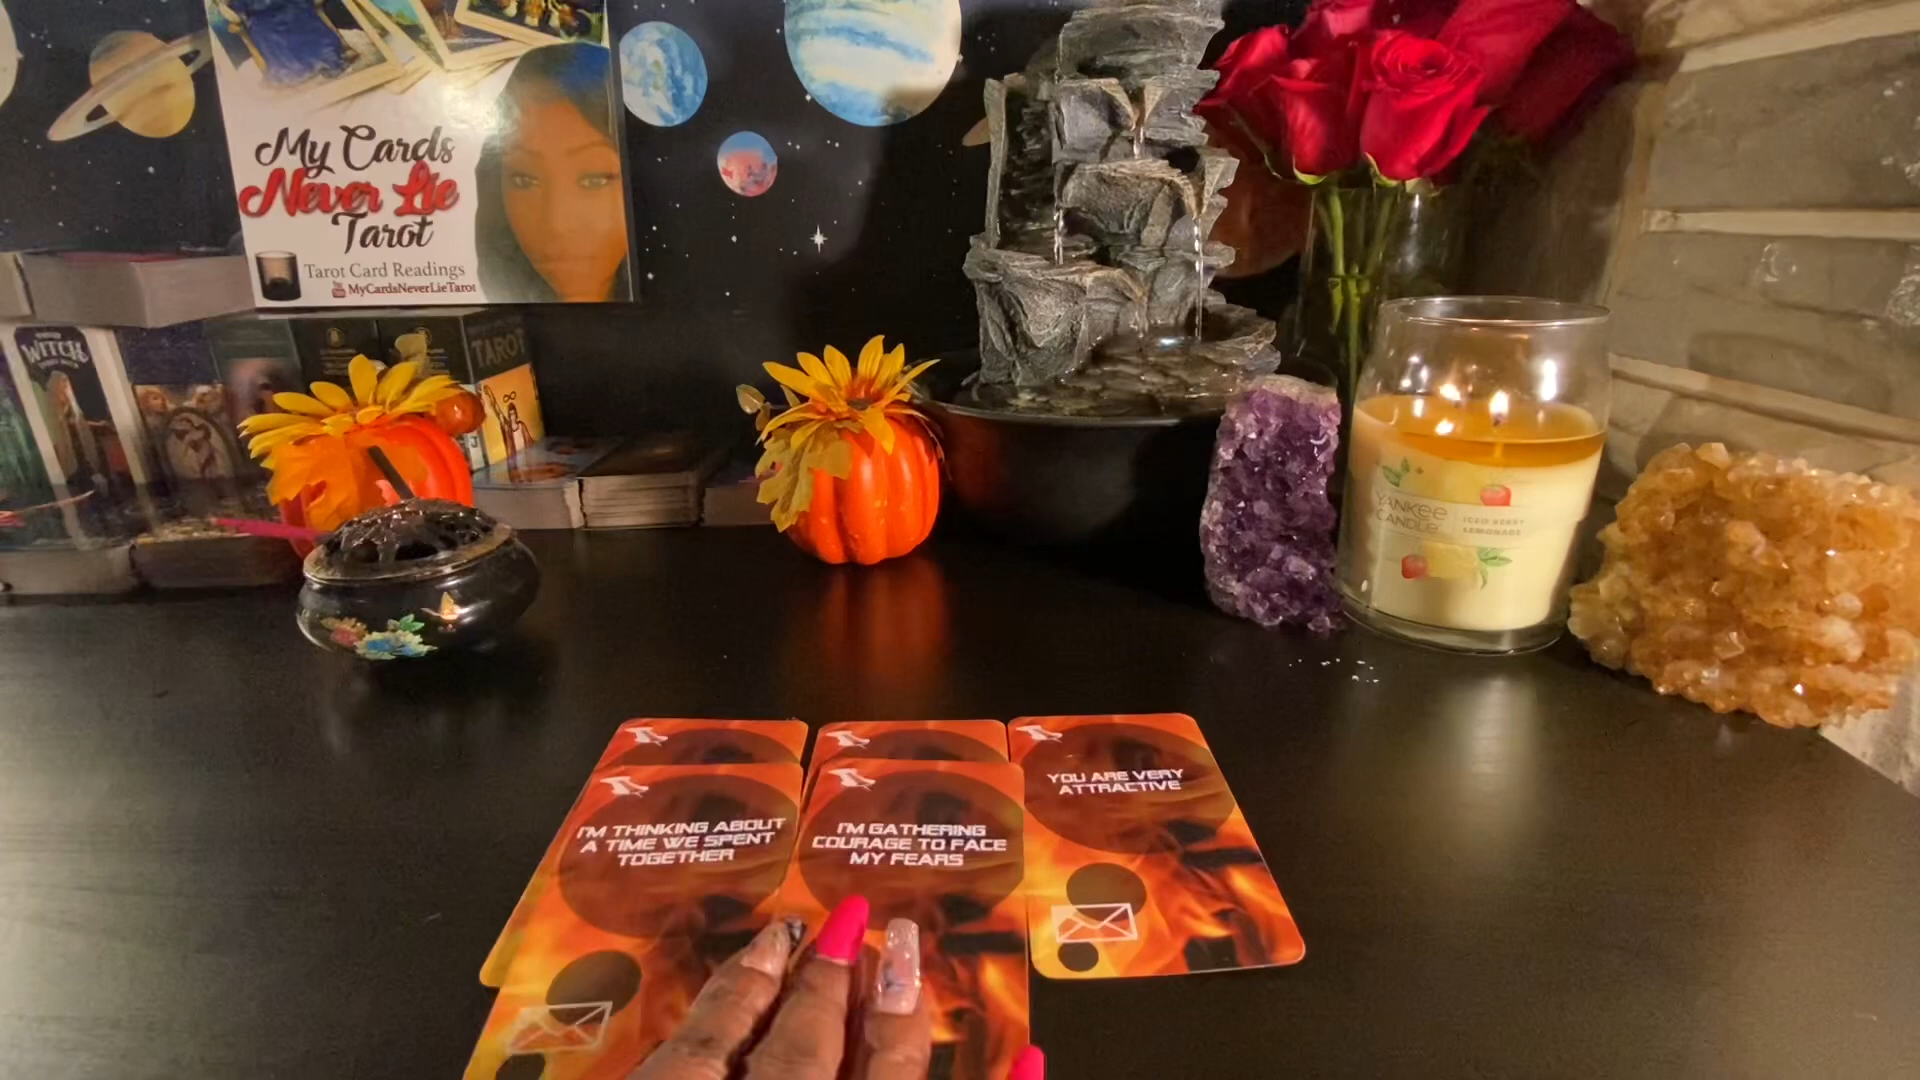 My Cards
Never Lie
Tarot
Tarot Card Readings
MyCardsNeverLieTarot
WITCH
TAROT
YANKEE
CANDLE
ICED BERRY
LEMONADE
YOU ARE VERY
ATTRACTIVE
I'M THINKING ABOUT
A TIME WE SPENT
TOGETHER
I'M GATHERING
COURAGE TO FACE
MY FEARS